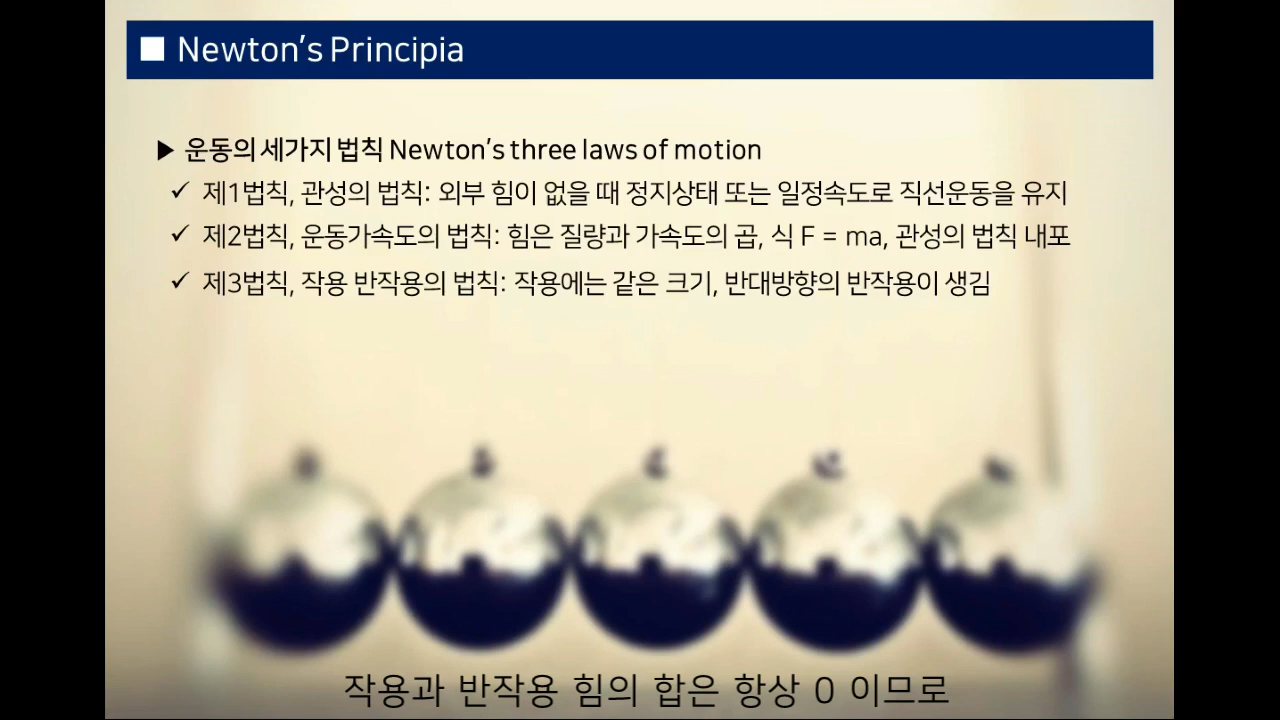 ■ Newton's Principia
▶ 운동의 세가지 법칙 Newton's three laws of motion
✓ 제1법칙, 관성의 법칙: 외부 힘이 없을 때 정지상태 또는 일정속도로 직선운동을 유지
✓ 제2법칙, 운동가속도의 법칙: 힘은 질량과 가속도의 곱, 식 F = ma, 관성의 법칙 내포
✓ 제3법칙, 작용 반작용의 법칙: 작용에는 같은 크기, 반대방향의 반작용이 생김
작용과 반작용 힘의 합은 항상 0 이므로